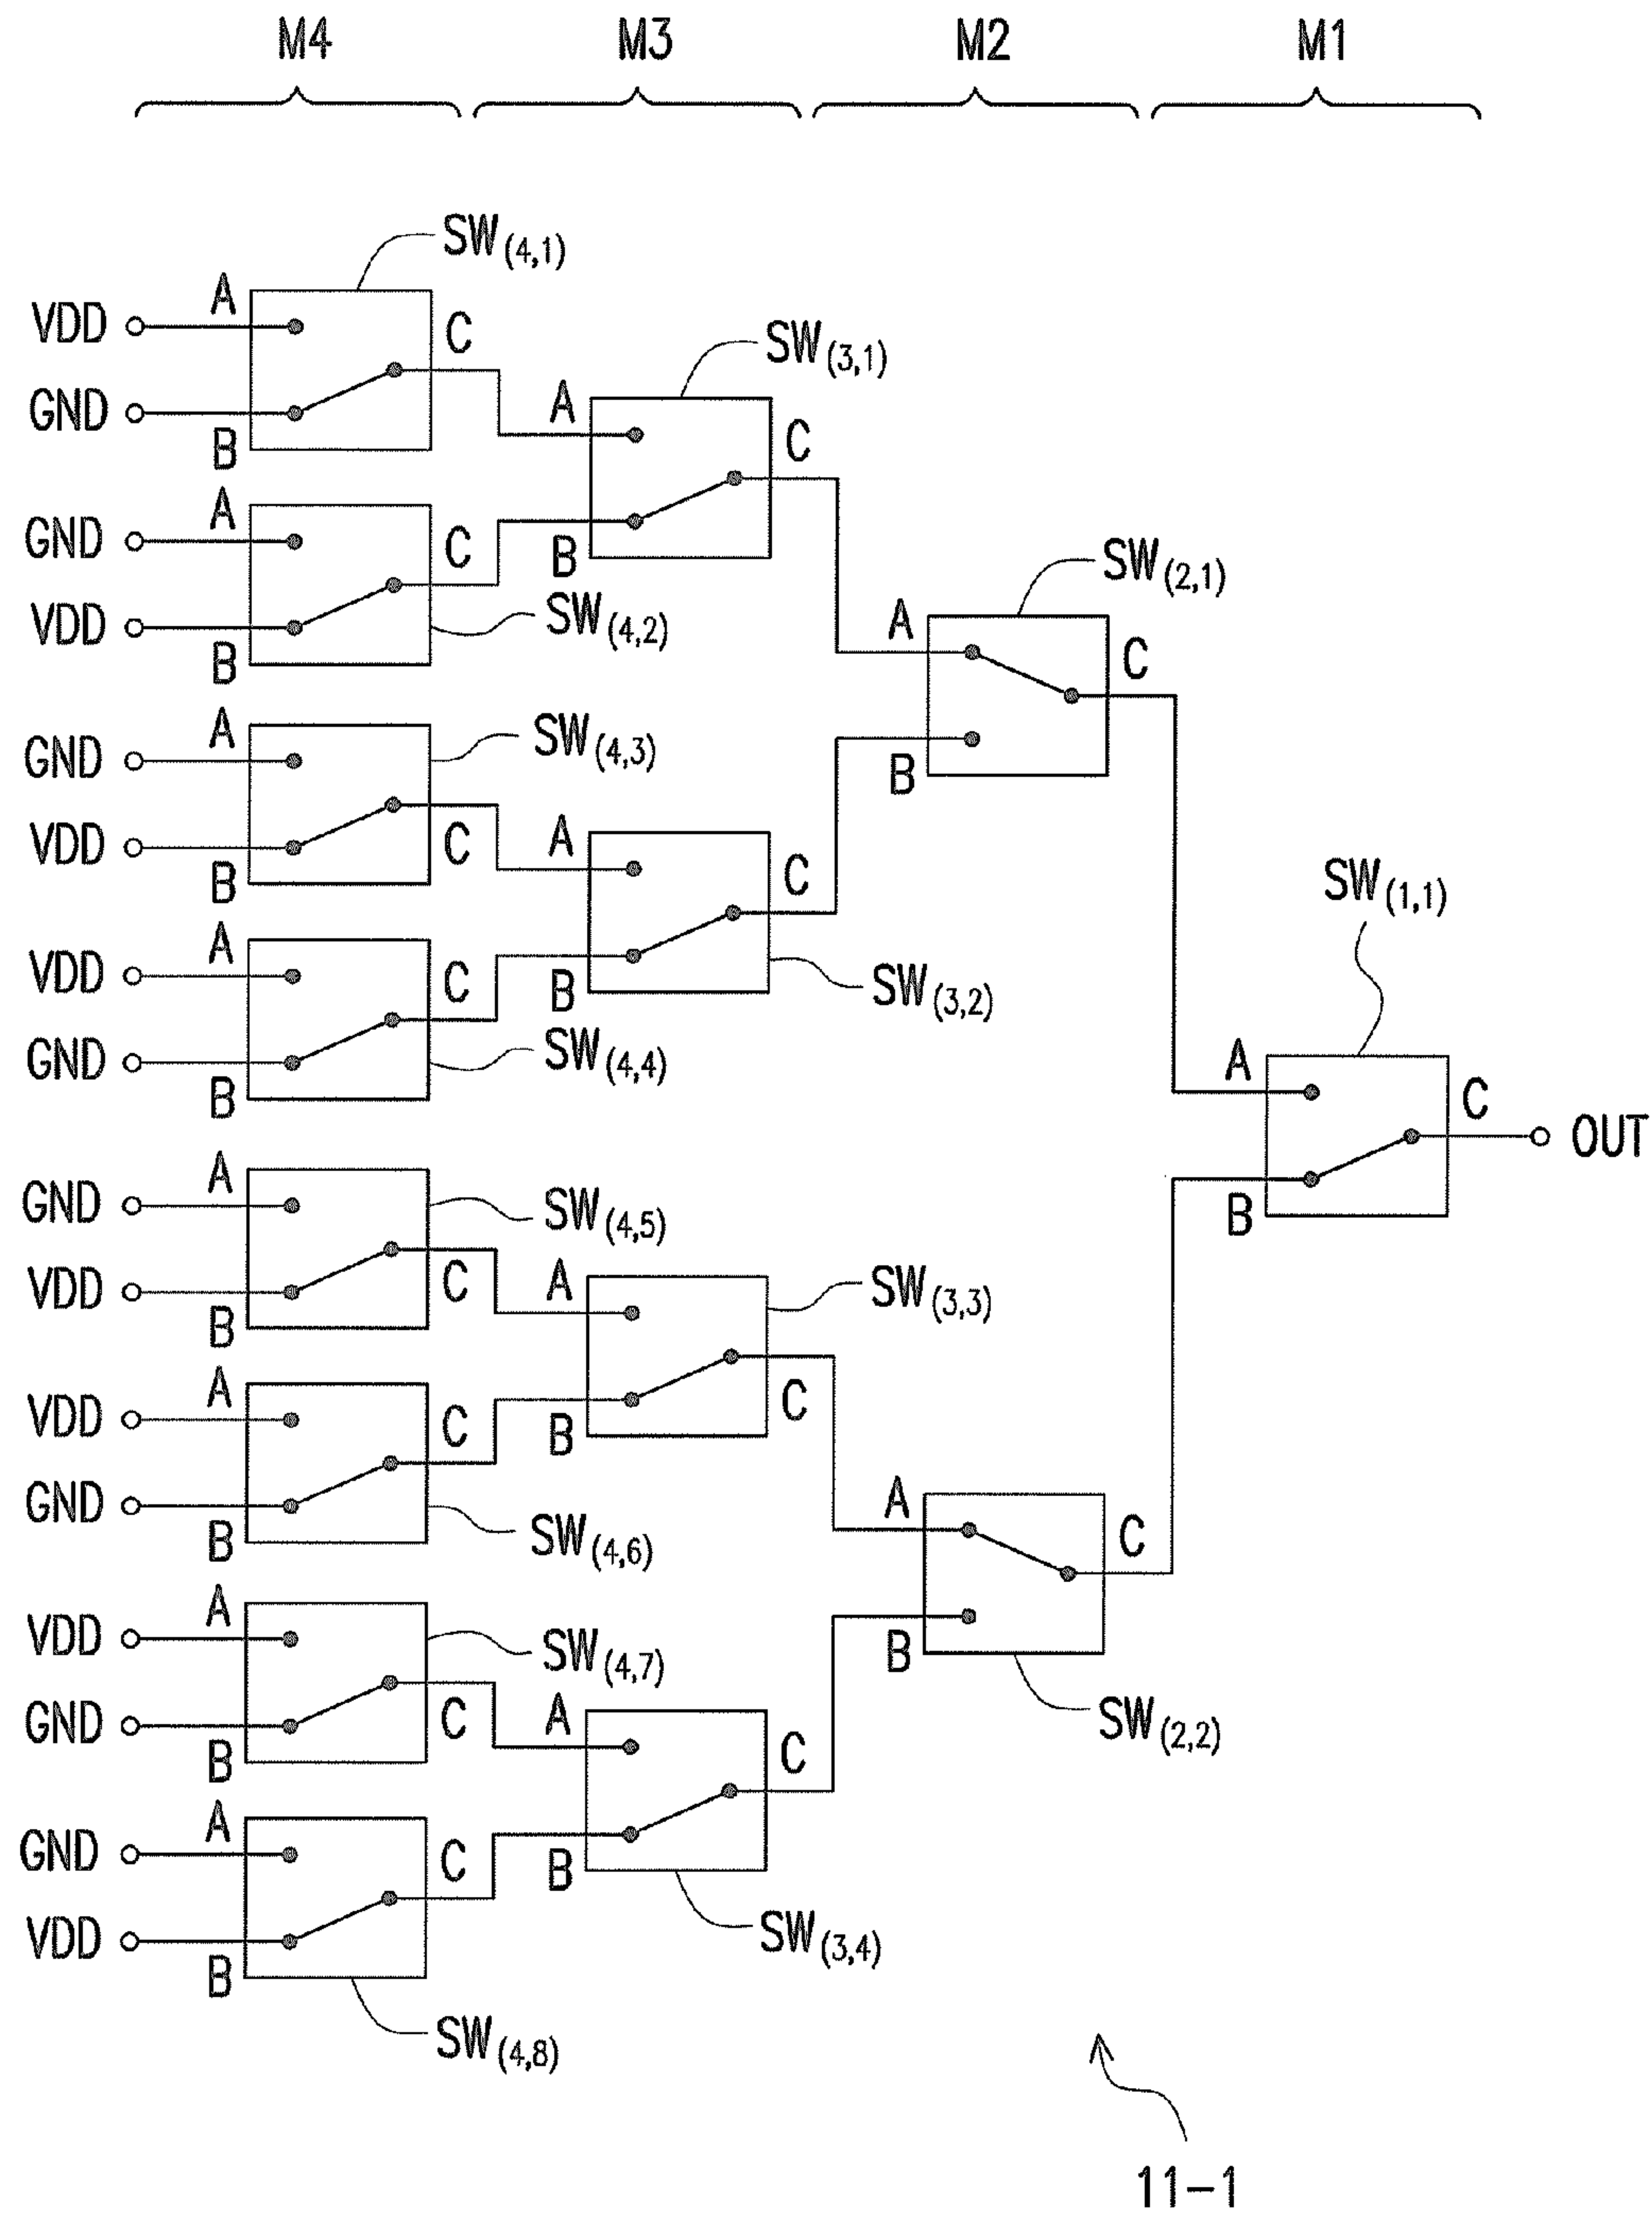 M4 M3 M2 M1
SW(4,1)
A
VDD
C
SW(3,1)
GND
B
A
C
A
GND
C
B
SW(2,1)
VDD
SW(4,2)
B
A
C
A
SW(4,3)
GND
B
VDD
C
A
C
SW(1,1)
B
A
VDD
C
B
SW(3,2)
GND
SW(4,4)
B
A
C
OUT
A
GND
SW(4,5)
B
VDD
C
A
SW(3,3)
B
A
VDD
C
B
C
GND
SW(4,6)
B
A
C
A
VDD
SW(4,7)
B
GND
C
A
SW(2,2)
B
C
A
GND
C
B
VDD
SW(3,4)
B
SW(4,8)
11-1